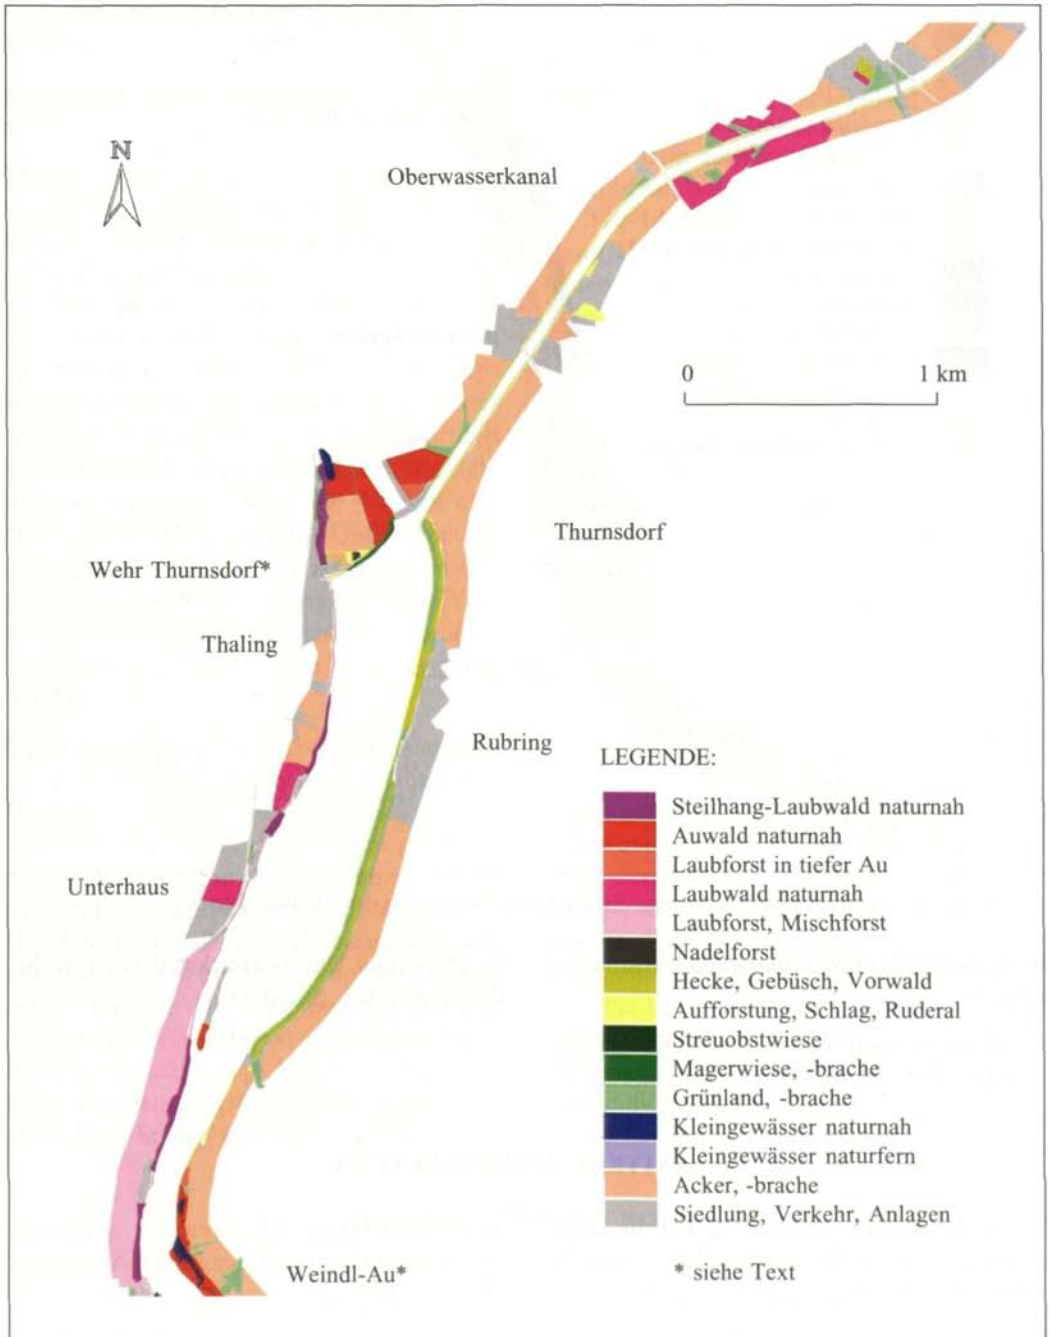 N
Oberwasserkanal
0 1 km
Thurnsdorf
Wehr Thurnsdorf*
Thaling
Rubring
LEGENDE:
Steilhang-Laubwald naturnah
Auwald naturnah
Laubforst in tiefer Au
Laubwald naturnah
Laubforst, Mischforst
Nadelforst
Hecke, Gebüsch, Vorwald
Aufforstung, Schlag, Ruderal
Streuobstwiese
Magerwiese, -brache
Grünland, -brache
Kleingewässer naturnah
Kleingewässer naturfern
Acker, -brache
Siedlung, Verkehr, Anlagen
Unterhaus
Weindl-Au*
* siehe Text